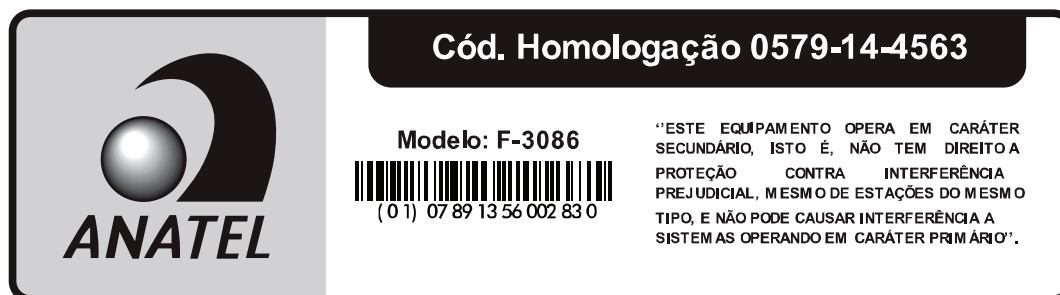 ANATEL
Cód. Homologação 0579-14-4563
Modelo: F-3086
(01) 07891356002830
"ESTE EQUIPAMENTO OPERA EM CARÁTER
SECUNDÁRIO, ISTO É, NÃO TEM DIREITO A
PROTEÇÃO CONTRA INTERFERÊNCIA
PREJUDICIAL, MESMO DE ESTAÇÕES DO MESMO
TIPO, E NÃO PODE CAUSAR INTERFERÊNCIA A
SISTEMAS OPERANDO EM CARÁTER PRIMÁRIO".